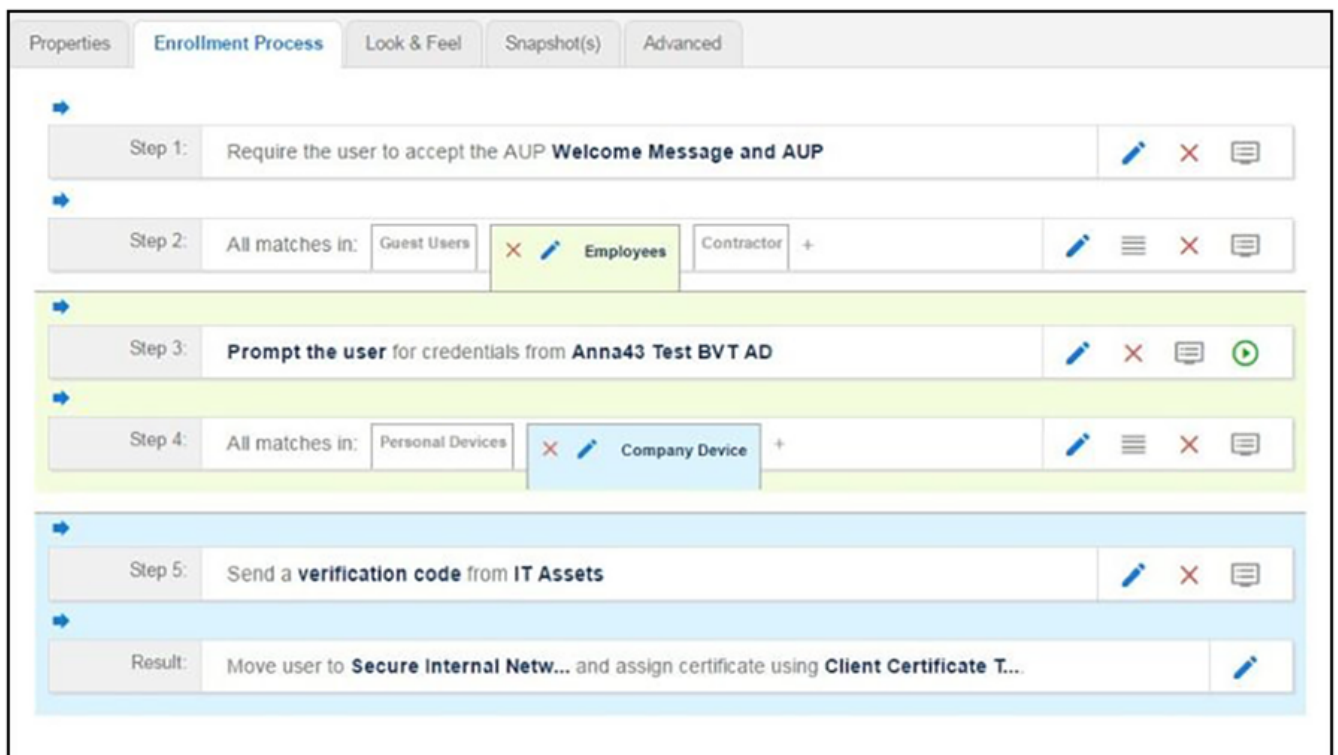 Properties Enrollment Process Look & Feel Snapshot(s) Advanced
Step 1: Require the user to accept the AUP Welcome Message and AUP
Step 2: All matches in: Guest Users Employees Contractor +
Step 3: Prompt the user for credentials from Anna43 Test BVT AD
Step 4: All matches in: Personal Devices Company Device +
Step 5: Send a verification code from IT Assets
Result: Move user to Secure Internal Netw... and assign certificate using Client Certificate T....